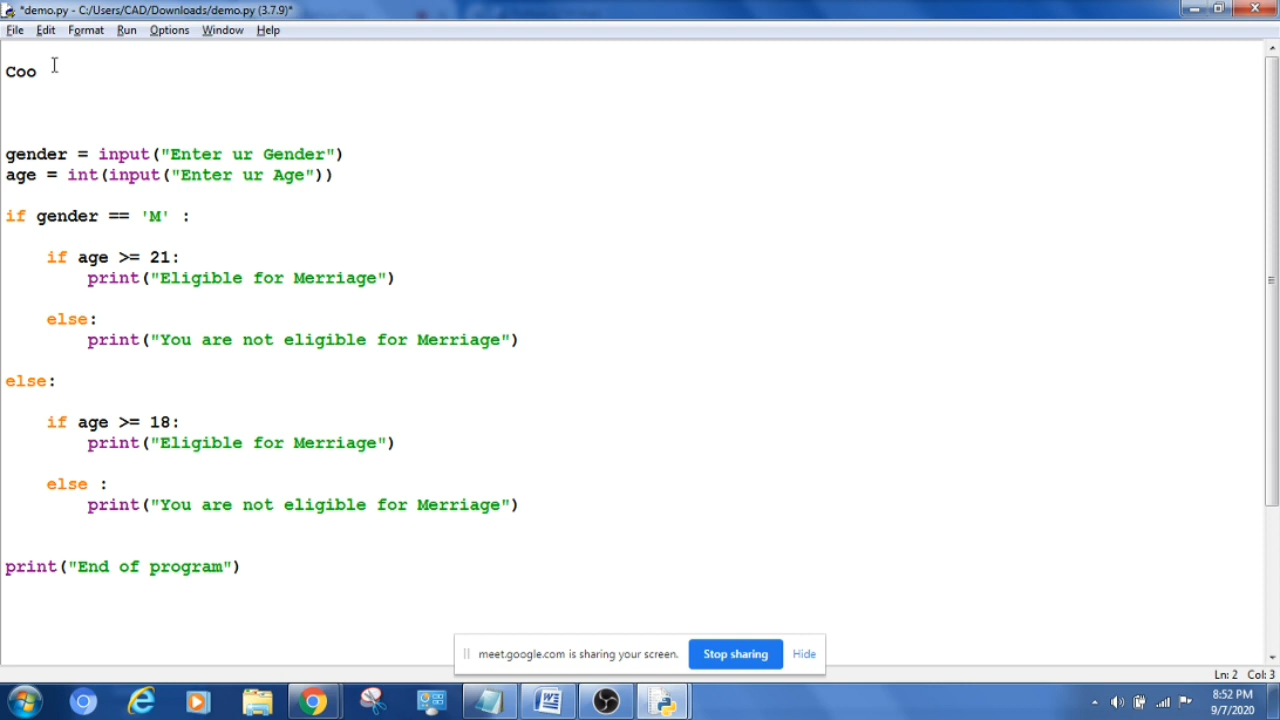 *demo.py - C:/Users/CAD/Downloads/demo.py (3.7.9)*
File Edit Format Run Options Window Help
Coo
gender = input("Enter ur Gender")
age = int(input("Enter ur Age"))
if gender == 'M' :
if age >= 21:
print("Eligible for Merriage")
else:
print("You are not eligible for Merriage")
else:
if age >= 18:
print("Eligible for Merriage")
else :
print("You are not eligible for Merriage")
print("End of program")
meet.google.com is sharing your screen. Stop sharing Hide
Ln: 2 Col: 3
8:52 PM
9/7/2020